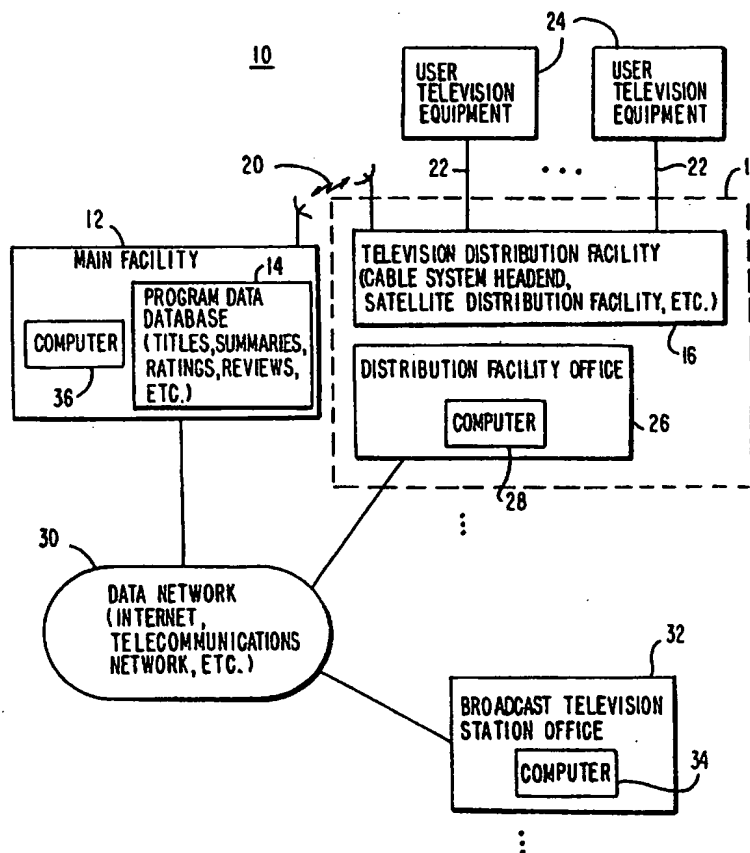 10
24
USER
TELEVISION
EQUIPMENT
USER
TELEVISION
EQUIPMENT
20
22
22
1
12
MAIN FACILITY
14
PROGRAM DATA
DATABASE
(TITLES,SUMMARIES,
RATINGS,REVIEWS,
ETC.)
COMPUTER
36
TELEVISION DISTRIBUTION FACILITY
(CABLE SYSTEM HEADEND,
SATELLITE DISTRIBUTION FACILITY, ETC.)
16
DISTRIBUTION FACILITY OFFICE
COMPUTER
26
28
30
DATA NETWORK
(INTERNET,
TELECOMMUNICATIONS
NETWORK, ETC.)
32
BROADCAST TELEVISION
STATION OFFICE
COMPUTER
34